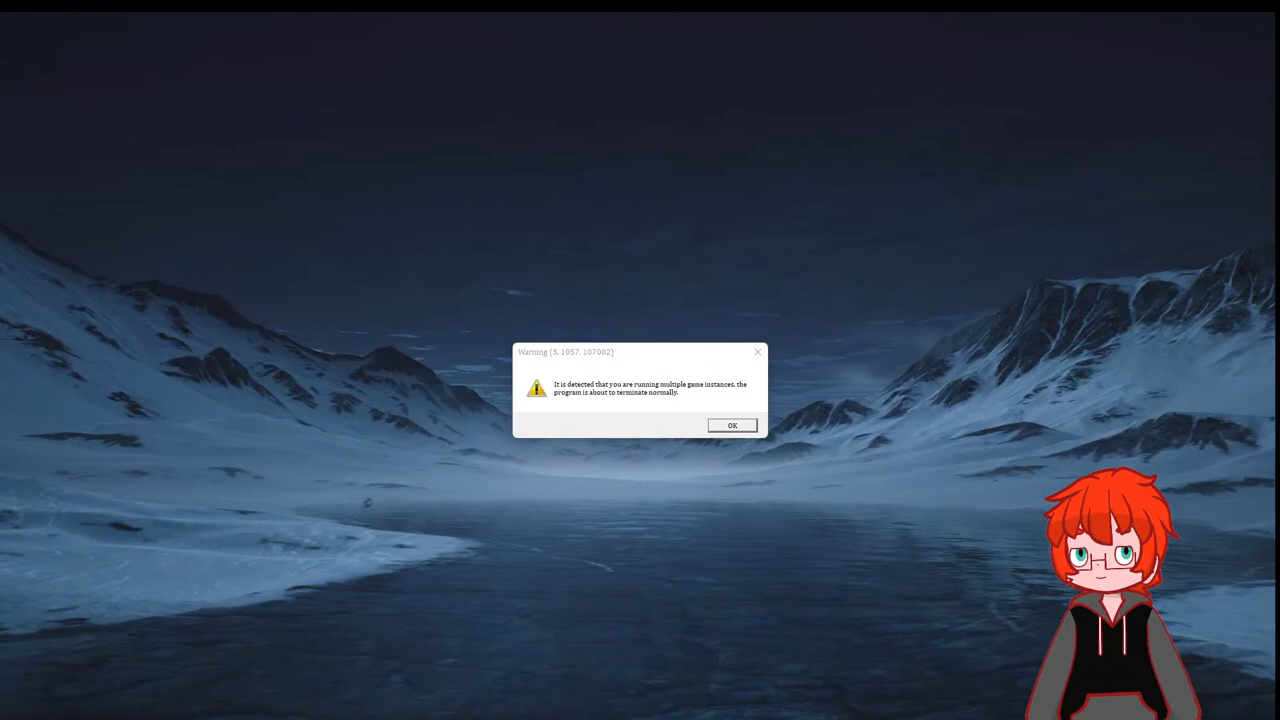 Warning [3, 1057, 107002]
It is detected that you are running multiple game instances. the
program is about to terminate normally.
OK